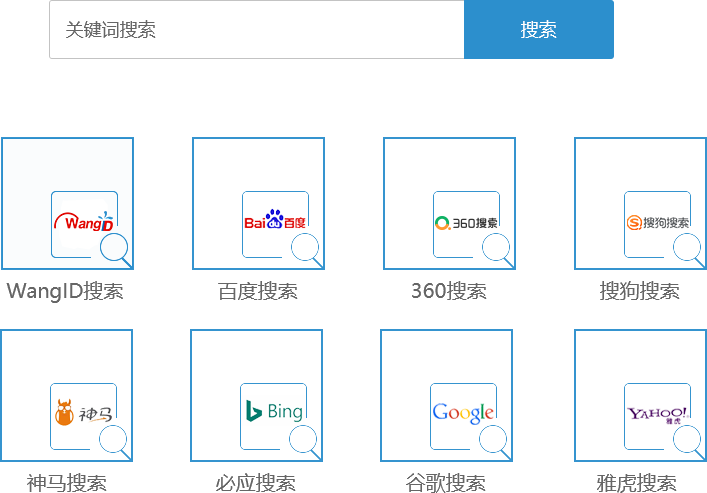 关键词搜索 搜索
WangID Bai 百度 360搜索 搜狗搜索
WangID搜索 百度搜索 360搜索 搜狗搜索
神马 Bing Google YAHOO! 雅虎
神马搜索 必应搜索 谷歌搜索 雅虎搜索